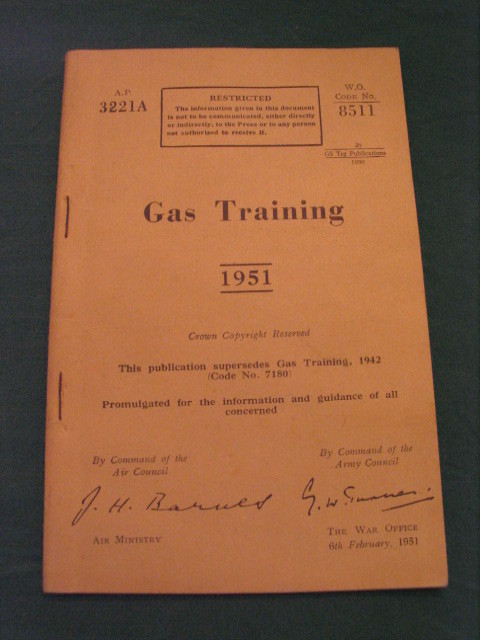 A.P.
3221A
RESTRICTED
The information given in this document
is not to be communicated, either directly
or indirectly, to the Press or to any person
not authorized to receive it.
W.O.
CODE No.
8511
GS Trg Publications
Gas Training
1951
Crown Copyright Reserved
This publication supersedes Gas Training, 1942
(Code No. 7180)
Promulgated for the information and guidance of all
concerned
By Command of the
Air Council
J. H. Barnes
AIR MINISTRY
By Command of the
Army Council
THE WAR OFFICE
6th February, 1951